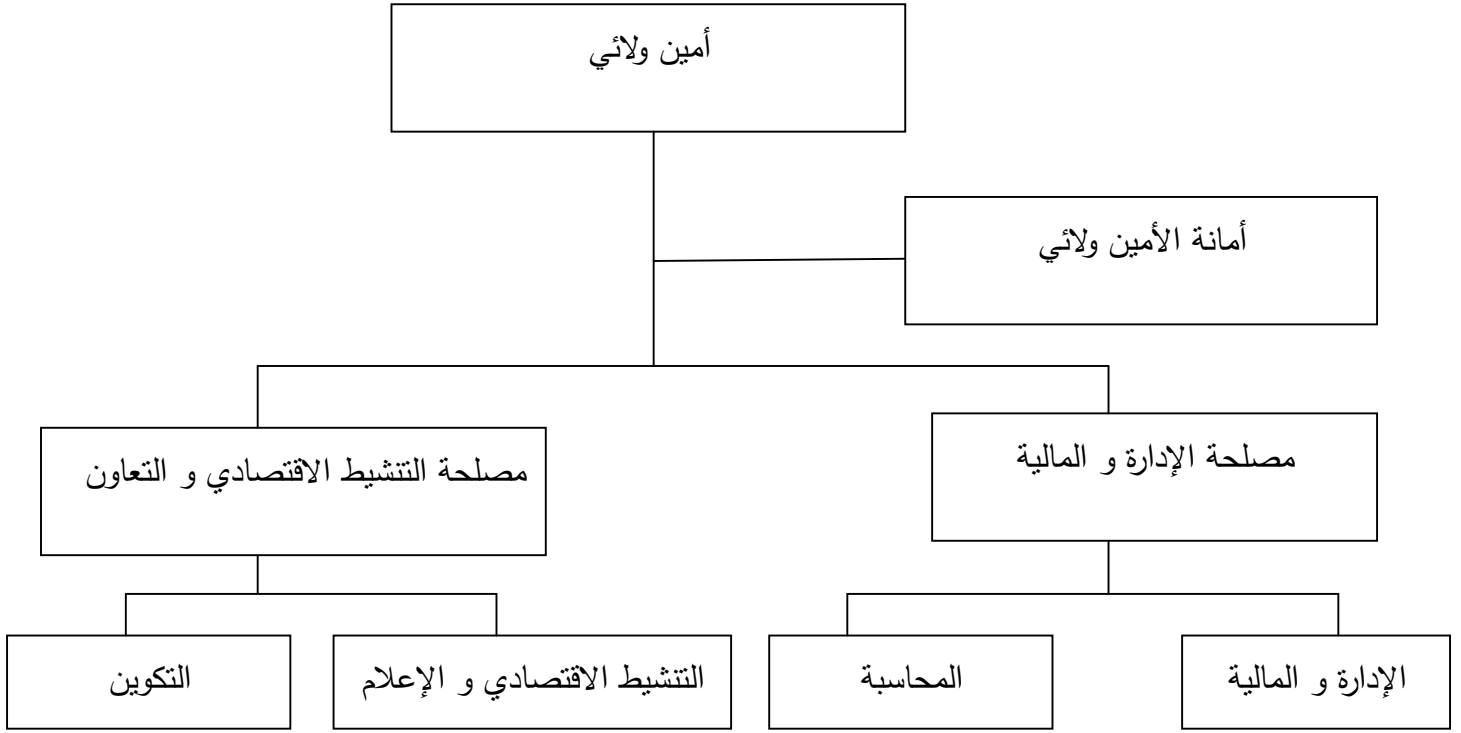 أمين ولائي
أمانة الأمين ولائي
مصلحة الإدارة و المالية
مصلحة التنشيط الاقتصادي و التعاون
الإدارة و المالية
المحاسبة
التنشيط الاقتصادي و الإعلام
التكوين